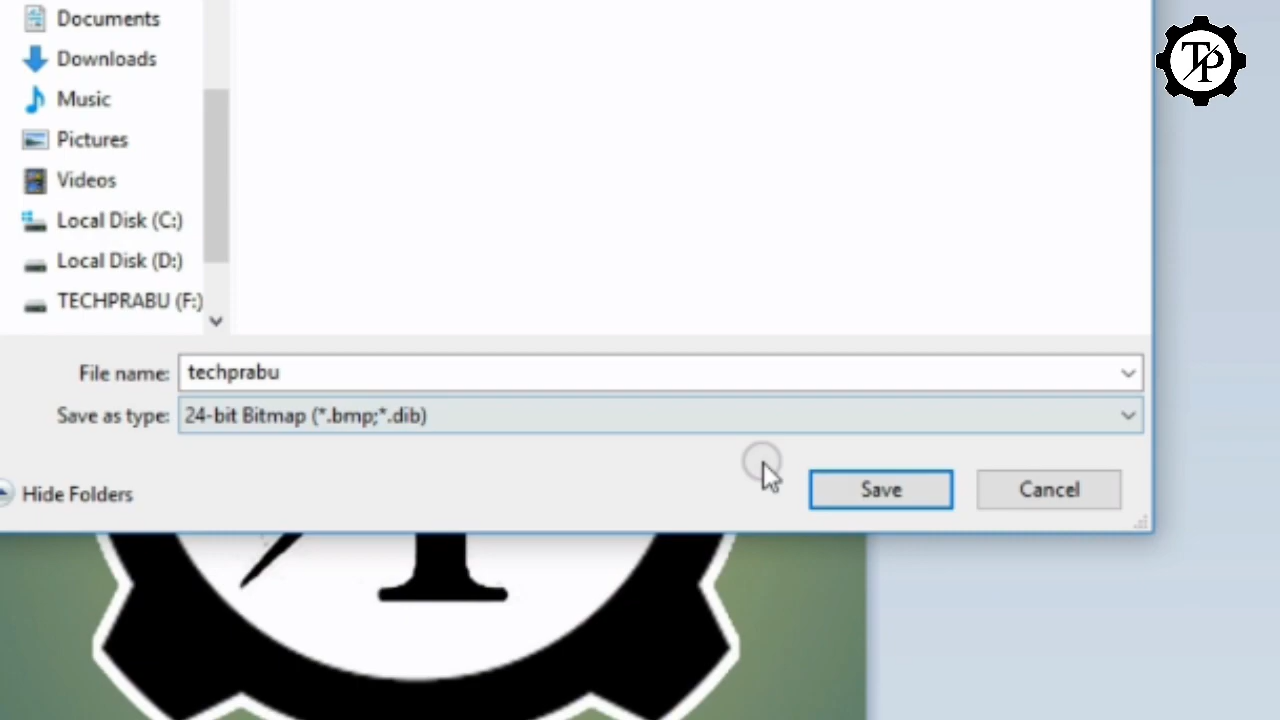 Documents
TP
Downloads
Music
Pictures
Videos
Local Disk (C:)
Local Disk (D:)
TECHPRABU (F:)
File name: techprabu
Save as type: 24-bit Bitmap (*.bmp;*.dib)
Hide Folders
Save
Cancel